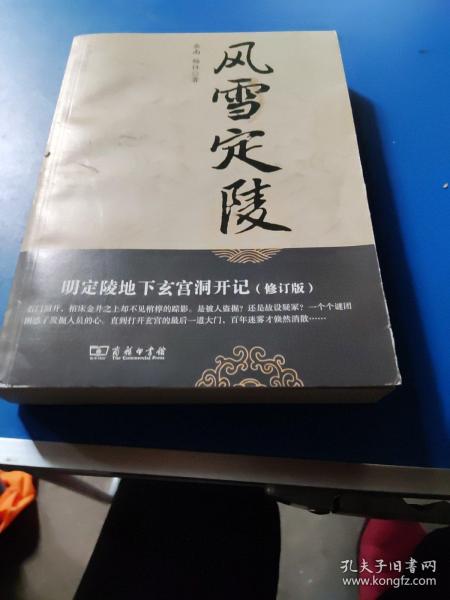 岳南 杨仕 著
风雪定陵
明定陵地下玄宫洞开记（修订版）
石门洞开，棺床金井之上却不见棺椁的踪影。是被人盗掘？还是故设疑冢？一个个谜团
困惑了发掘人员的心。直到打开玄宫的最后一道大门，百年迷雾才倏然消散……
商务印书馆
The Commercial Press
孔夫子旧书网
www.kongfz.com